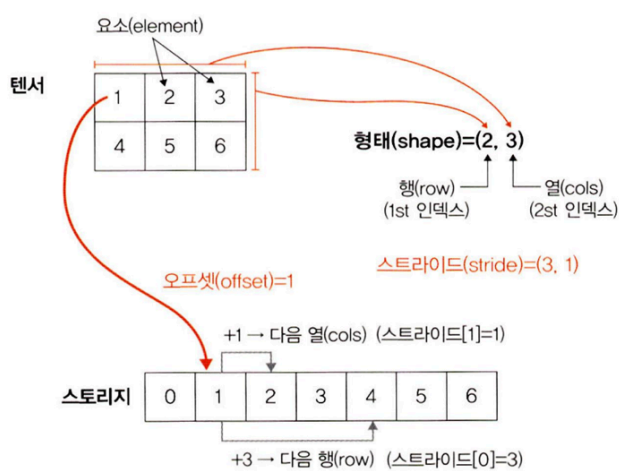 요소(element)
텐서
1 2 3
4 5 6
형태(shape)=(2, 3)
행(row)
(1st 인덱스)
열(cols)
(2st 인덱스)
스트라이드(stride)=(3, 1)
오프셋(offset)=1
+1 → 다음 열(cols) (스트라이드[1]=1)
스토리지
0 1 2 3 4 5 6
+3 → 다음 행(row) (스트라이드[0]=3)